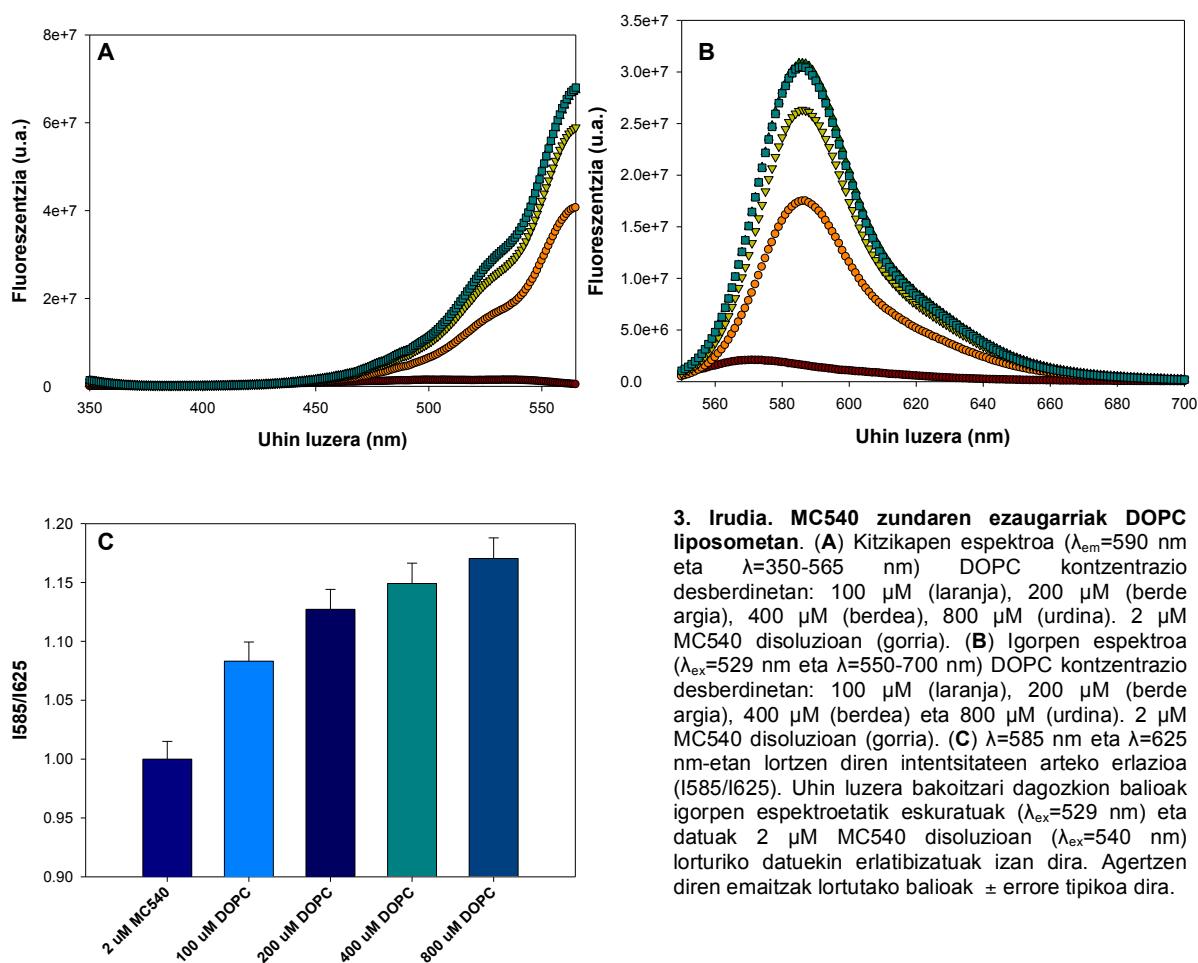 A
Fluoreszentzia (u.a.)
8e+7
6e+7
4e+7
2e+7
0
350 400 450 500 550
Uhin luzera (nm)
B
Fluoreszentzia (u.a.)
3.5e+7
3.0e+7
2.5e+7
2.0e+7
1.5e+7
1.0e+7
5.0e+6
0.0
560 580 600 620 640 660 680 700
Uhin luzera (nm)
C
I585/I625
1.20
1.15
1.10
1.05
1.00
0.95
0.90
2 uM MC540
100 uM DOPC
200 uM DOPC
400 uM DOPC
800 uM DOPC
3. Irudia. MC540 zundaren ezaugarriak DOPC
liposometan. (A) Kitzikapen espektroa (λem=590 nm
eta λ=350-565 nm) DOPC kontzentrazio
desberdinetan: 100 µM (laranja), 200 µM (berde
argia), 400 µM (berdea), 800 µM (urdina). 2 µM
MC540 disoluzioan (gorria). (B) Igorpen espektroa
(λex=529 nm eta λ=550-700 nm) DOPC kontzentrazio
desberdinetan: 100 µM (laranja), 200 µM (berde
argia), 400 µM (berdea) eta 800 µM (urdina). 2 µM
MC540 disoluzioan (gorria). (C) λ=585 nm eta λ=625
nm-etan lortzen diren intentsitateen arteko erlazioa
(I585/I625). Uhin luzera bakoitzari dagozkion balioak
igorpen espektroetatik eskuratuak (λex=529 nm) eta
datuak 2 µM MC540 disoluzioan (λex=540 nm)
lorturiko datuekin erlatibizatuak izan dira. Agertzen
diren emaitzak lortutako balioak ± errore tipikoa dira.